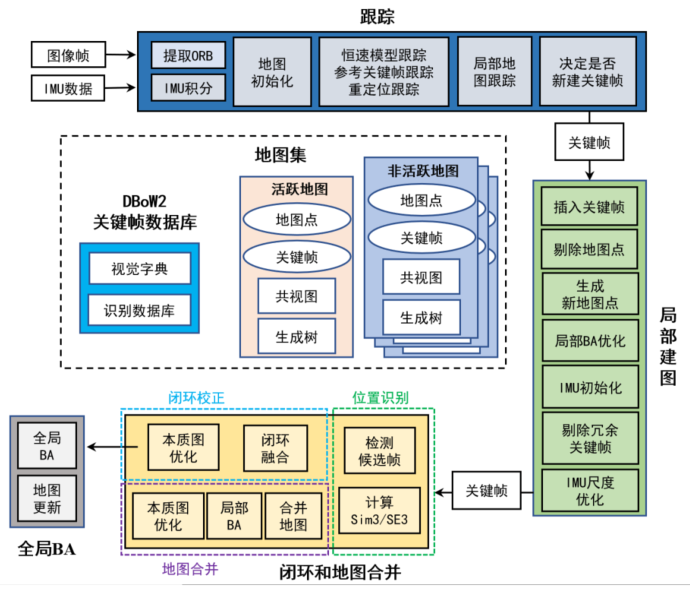 跟踪
图像帧
IMU数据
提取ORB
IMU积分
地图
初始化
恒速模型跟踪
参考关键帧跟踪
重定位跟踪
局部地
图跟踪
决定是否
新建关键帧
关键帧
地图集
DBoW2
关键帧数据库
视觉字典
识别数据库
活跃地图
地图点
关键帧
共视图
生成树
非活跃地图
地图点
关键帧
共视图
生成树
插入关键帧
剔除地图点
生成
新地图点
局部BA优化
IMU初始化
剔除冗余
关键帧
IMU尺度
优化
局部建图
关键帧
位置识别
检测
候选帧
计算
Sim3/SE3
闭环校正
本质图
优化
闭环
融合
本质图
优化
局部
BA
合并
地图
地图合并
闭环和地图合并
全局
BA
地图
更新
全局BA